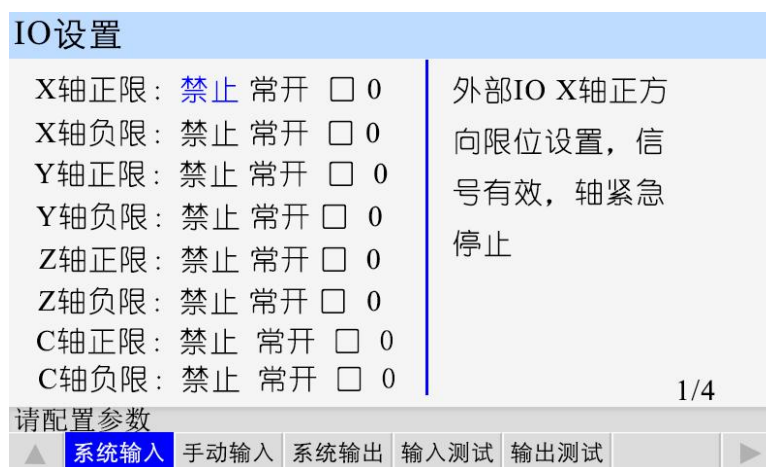 IO设置
X轴正限: 禁止 常开 □ 0
X轴负限: 禁止 常开 □ 0
Y轴正限: 禁止 常开 □ 0
Y轴负限: 禁止 常开 □ 0
Z轴正限: 禁止 常开 □ 0
Z轴负限: 禁止 常开 □ 0
C轴正限: 禁止 常开 □ 0
C轴负限: 禁止 常开 □ 0
外部IO X轴正方
向限位设置，信
号有效，轴紧急
停止
1/4
请配置参数
▲ 系统输入 手动输入 系统输出 输入测试 输出测试 ▶